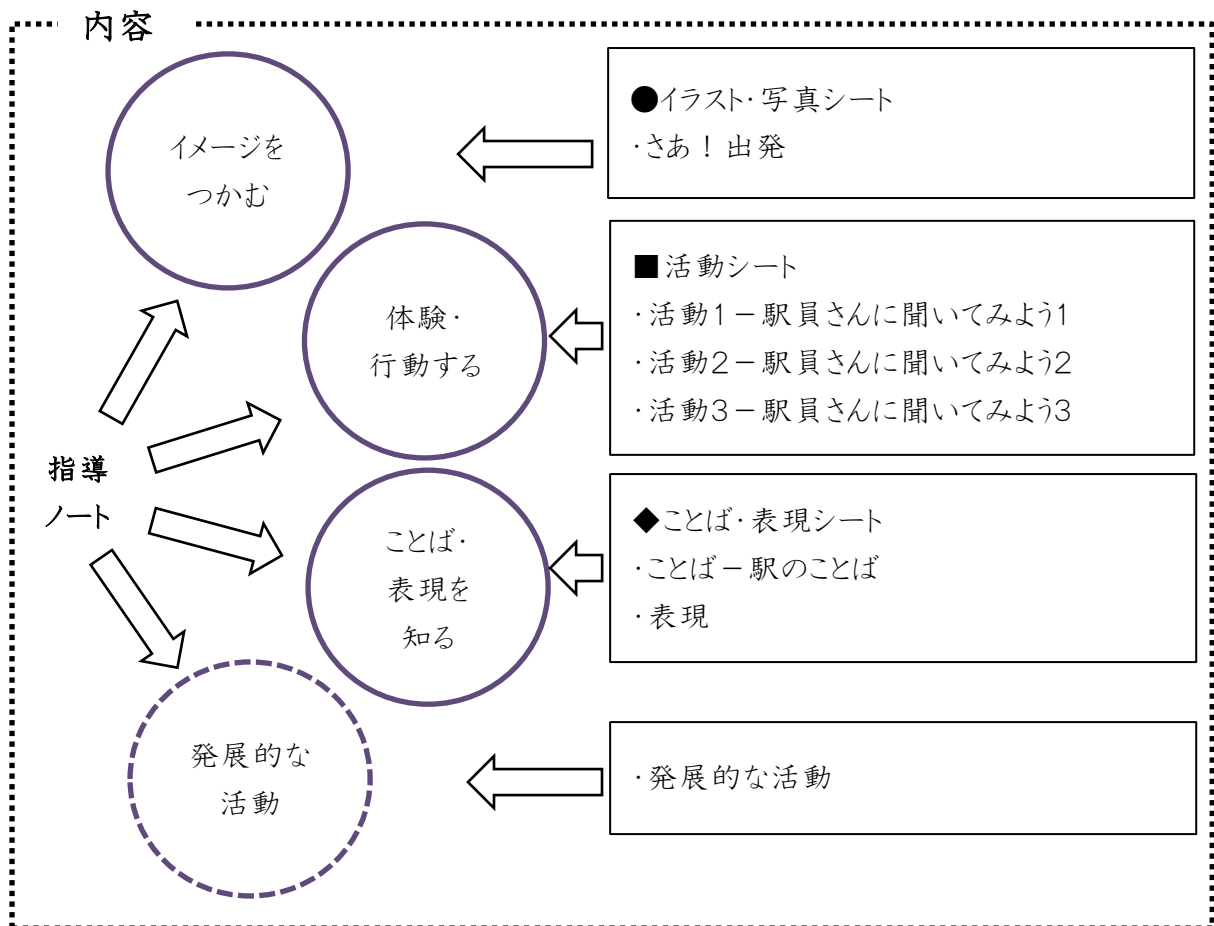 内容
イメージを
つかむ
●イラスト・写真シート
・さあ！出発
体験・
行動する
■活動シート
・活動1－駅員さんに聞いてみよう1
・活動2－駅員さんに聞いてみよう2
・活動3－駅員さんに聞いてみよう3
指導
ノート
ことば・
表現を
知る
◆ことば・表現シート
・ことば－駅のことば
・表現
発展的な
活動
・発展的な活動